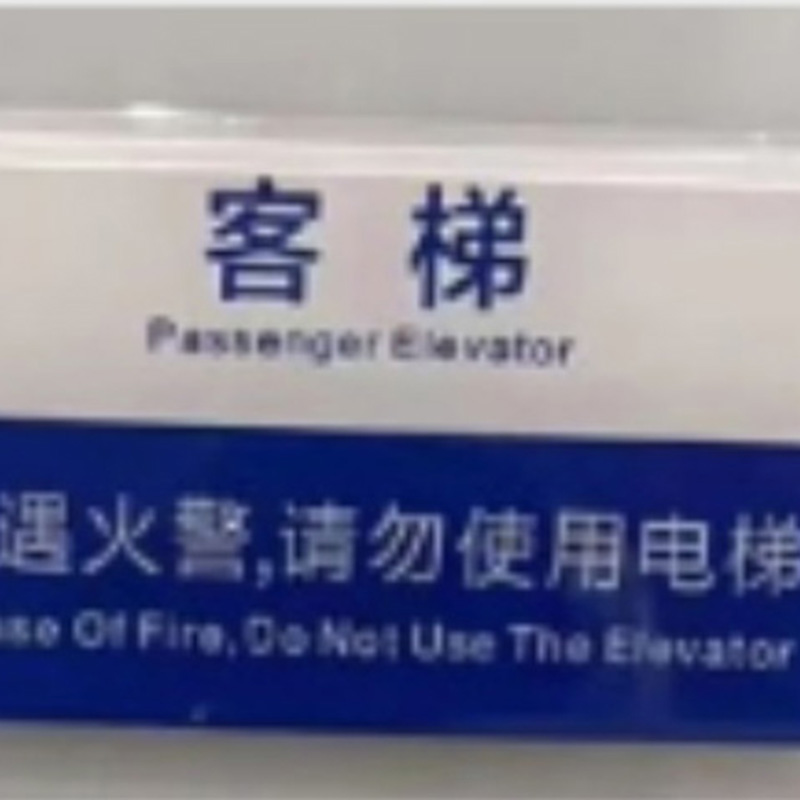 客梯
Passenger Elevator
遇火警,请勿使用电梯
Of Fire, Do Not Use The Elevator